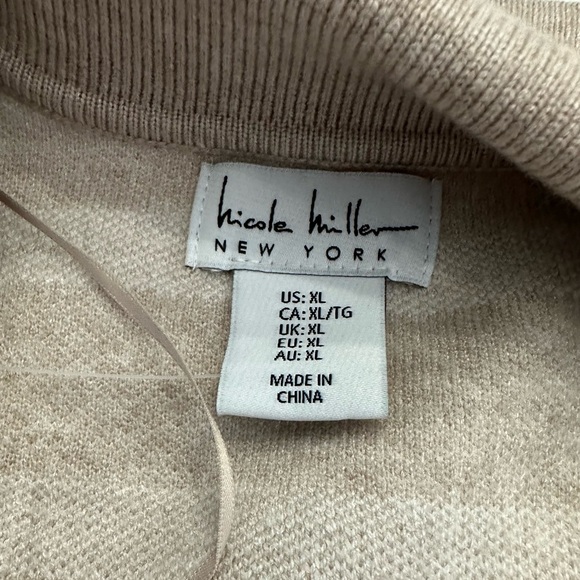 Nicole Miller
NEW YORK
US: XL
CA: XL/TG
UK: XL
EU: XL
AU: XL
MADE IN
CHINA